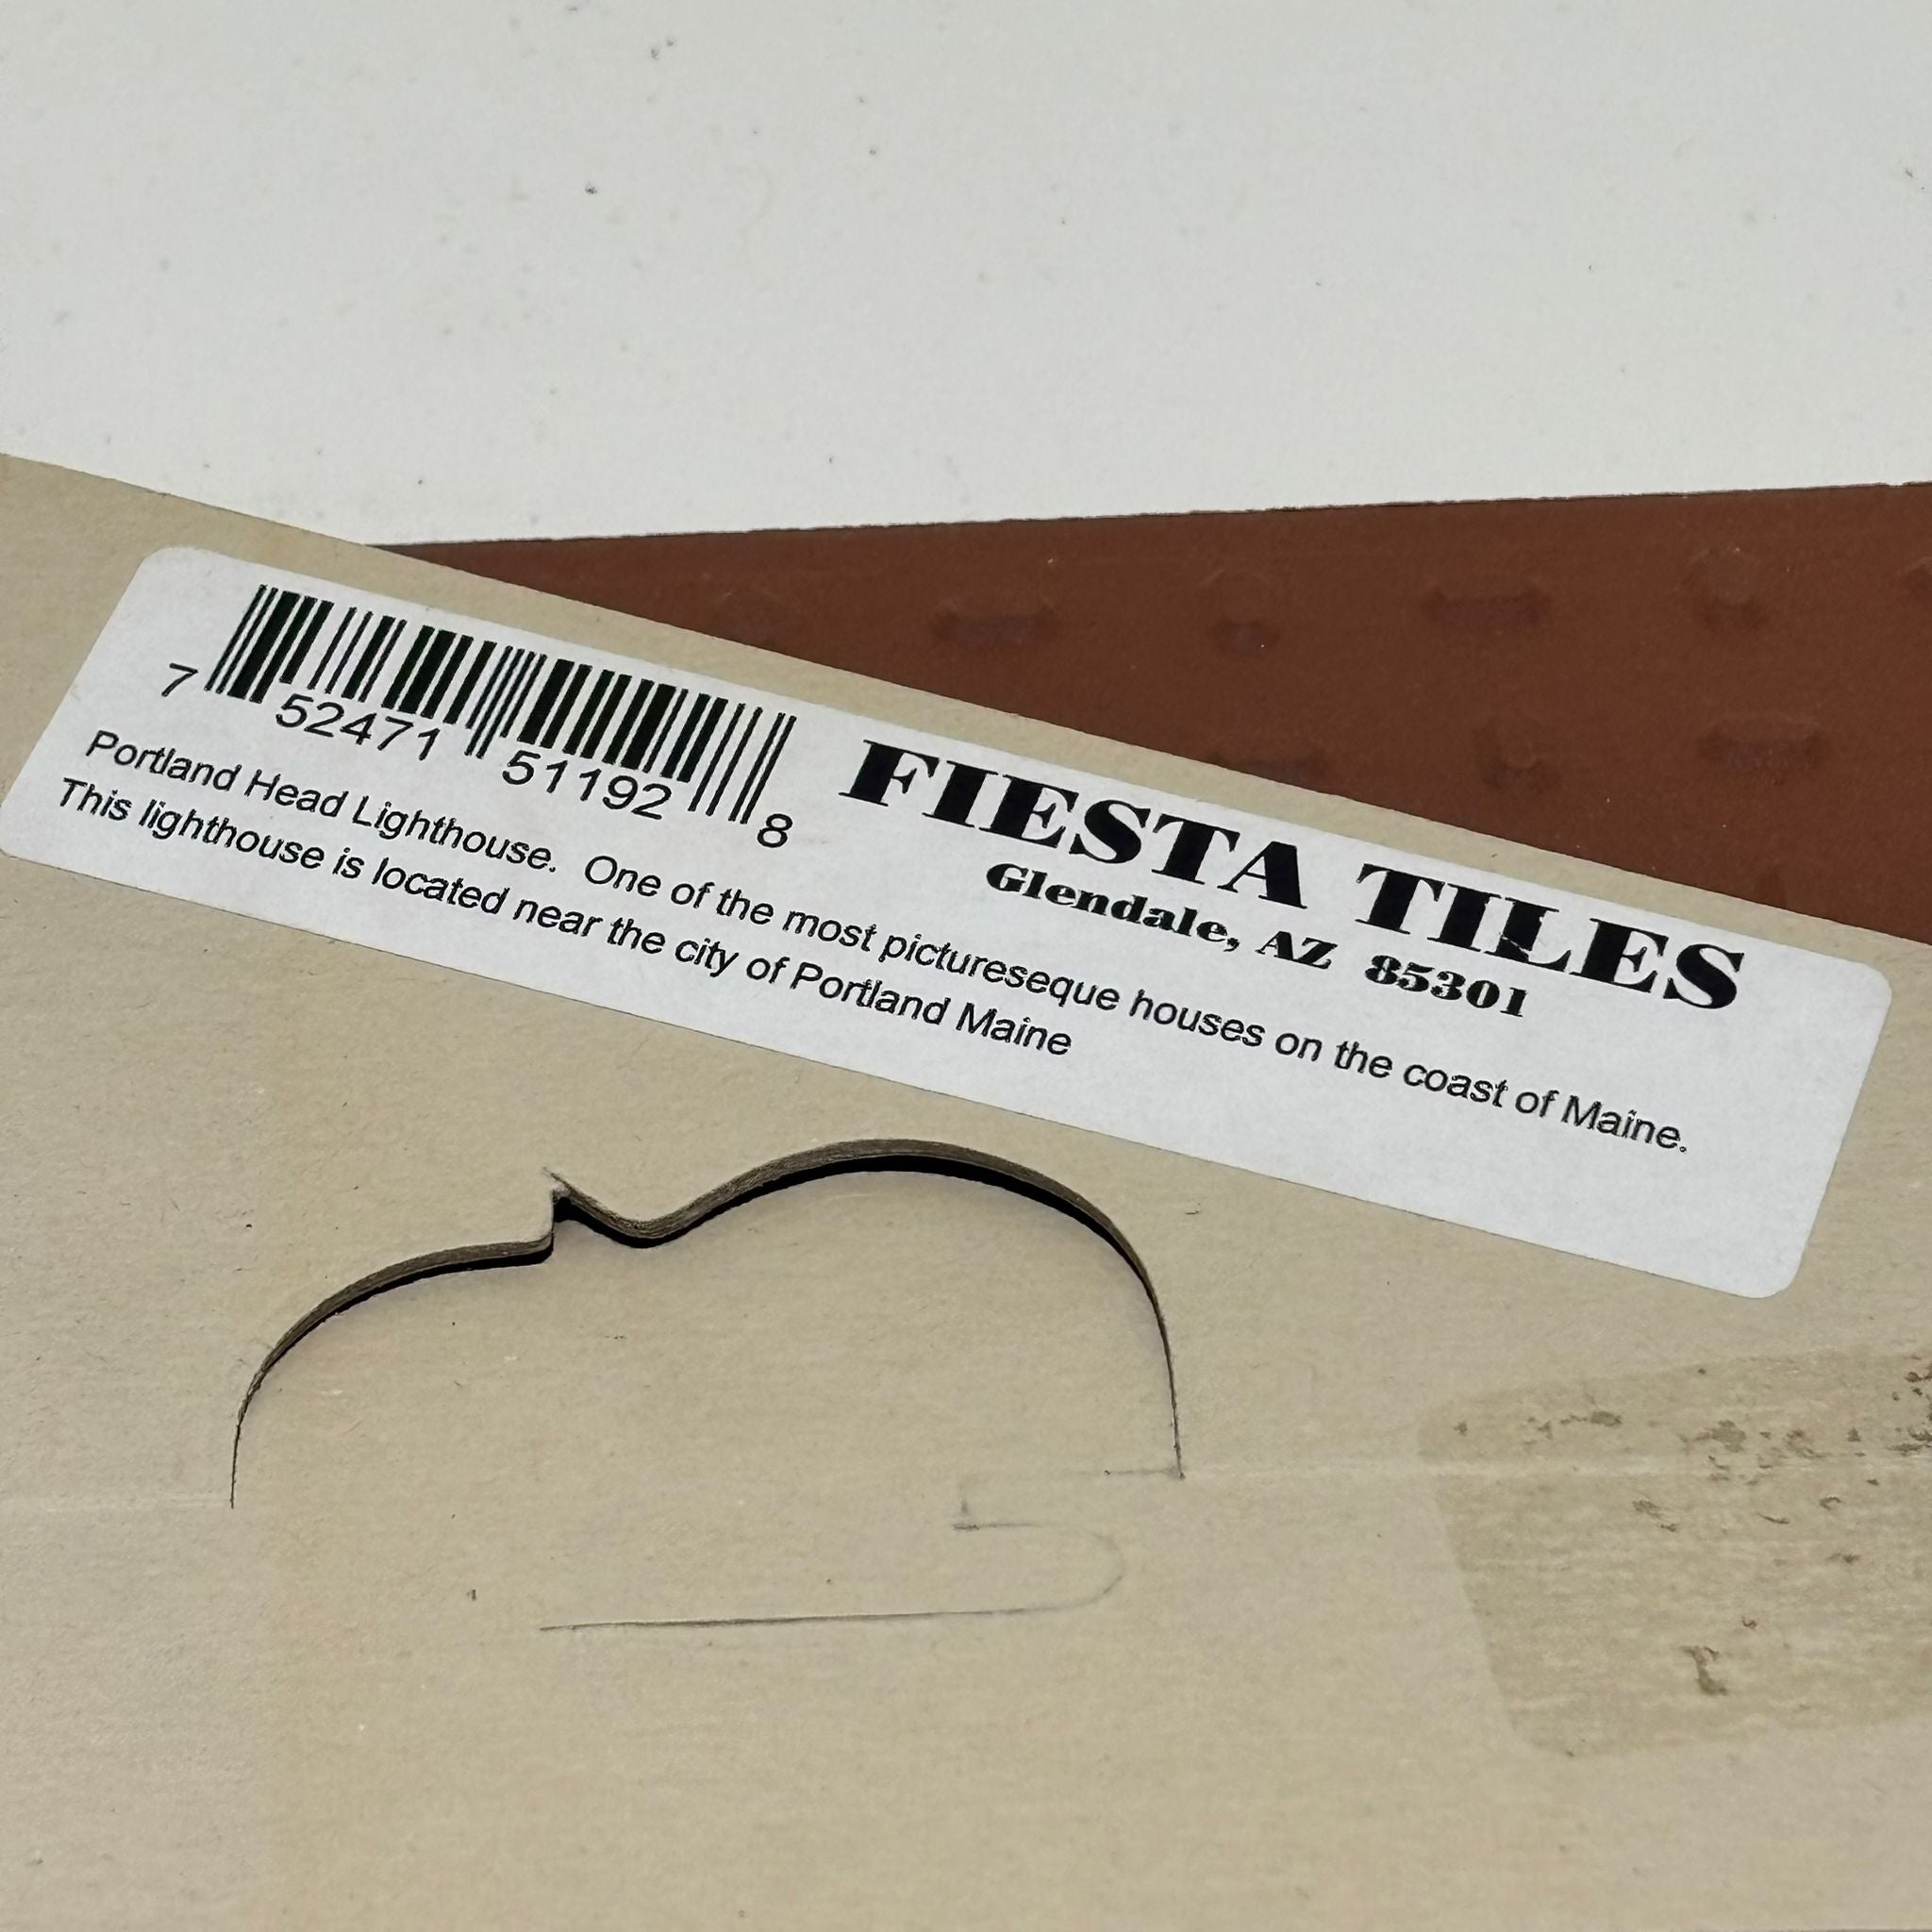 7 52471 51192 8
FIESTA TILES
Glendale, AZ 85301
Portland Head Lighthouse. One of the most pictureseque houses on the coast of Maine.
This lighthouse is located near the city of Portland Maine